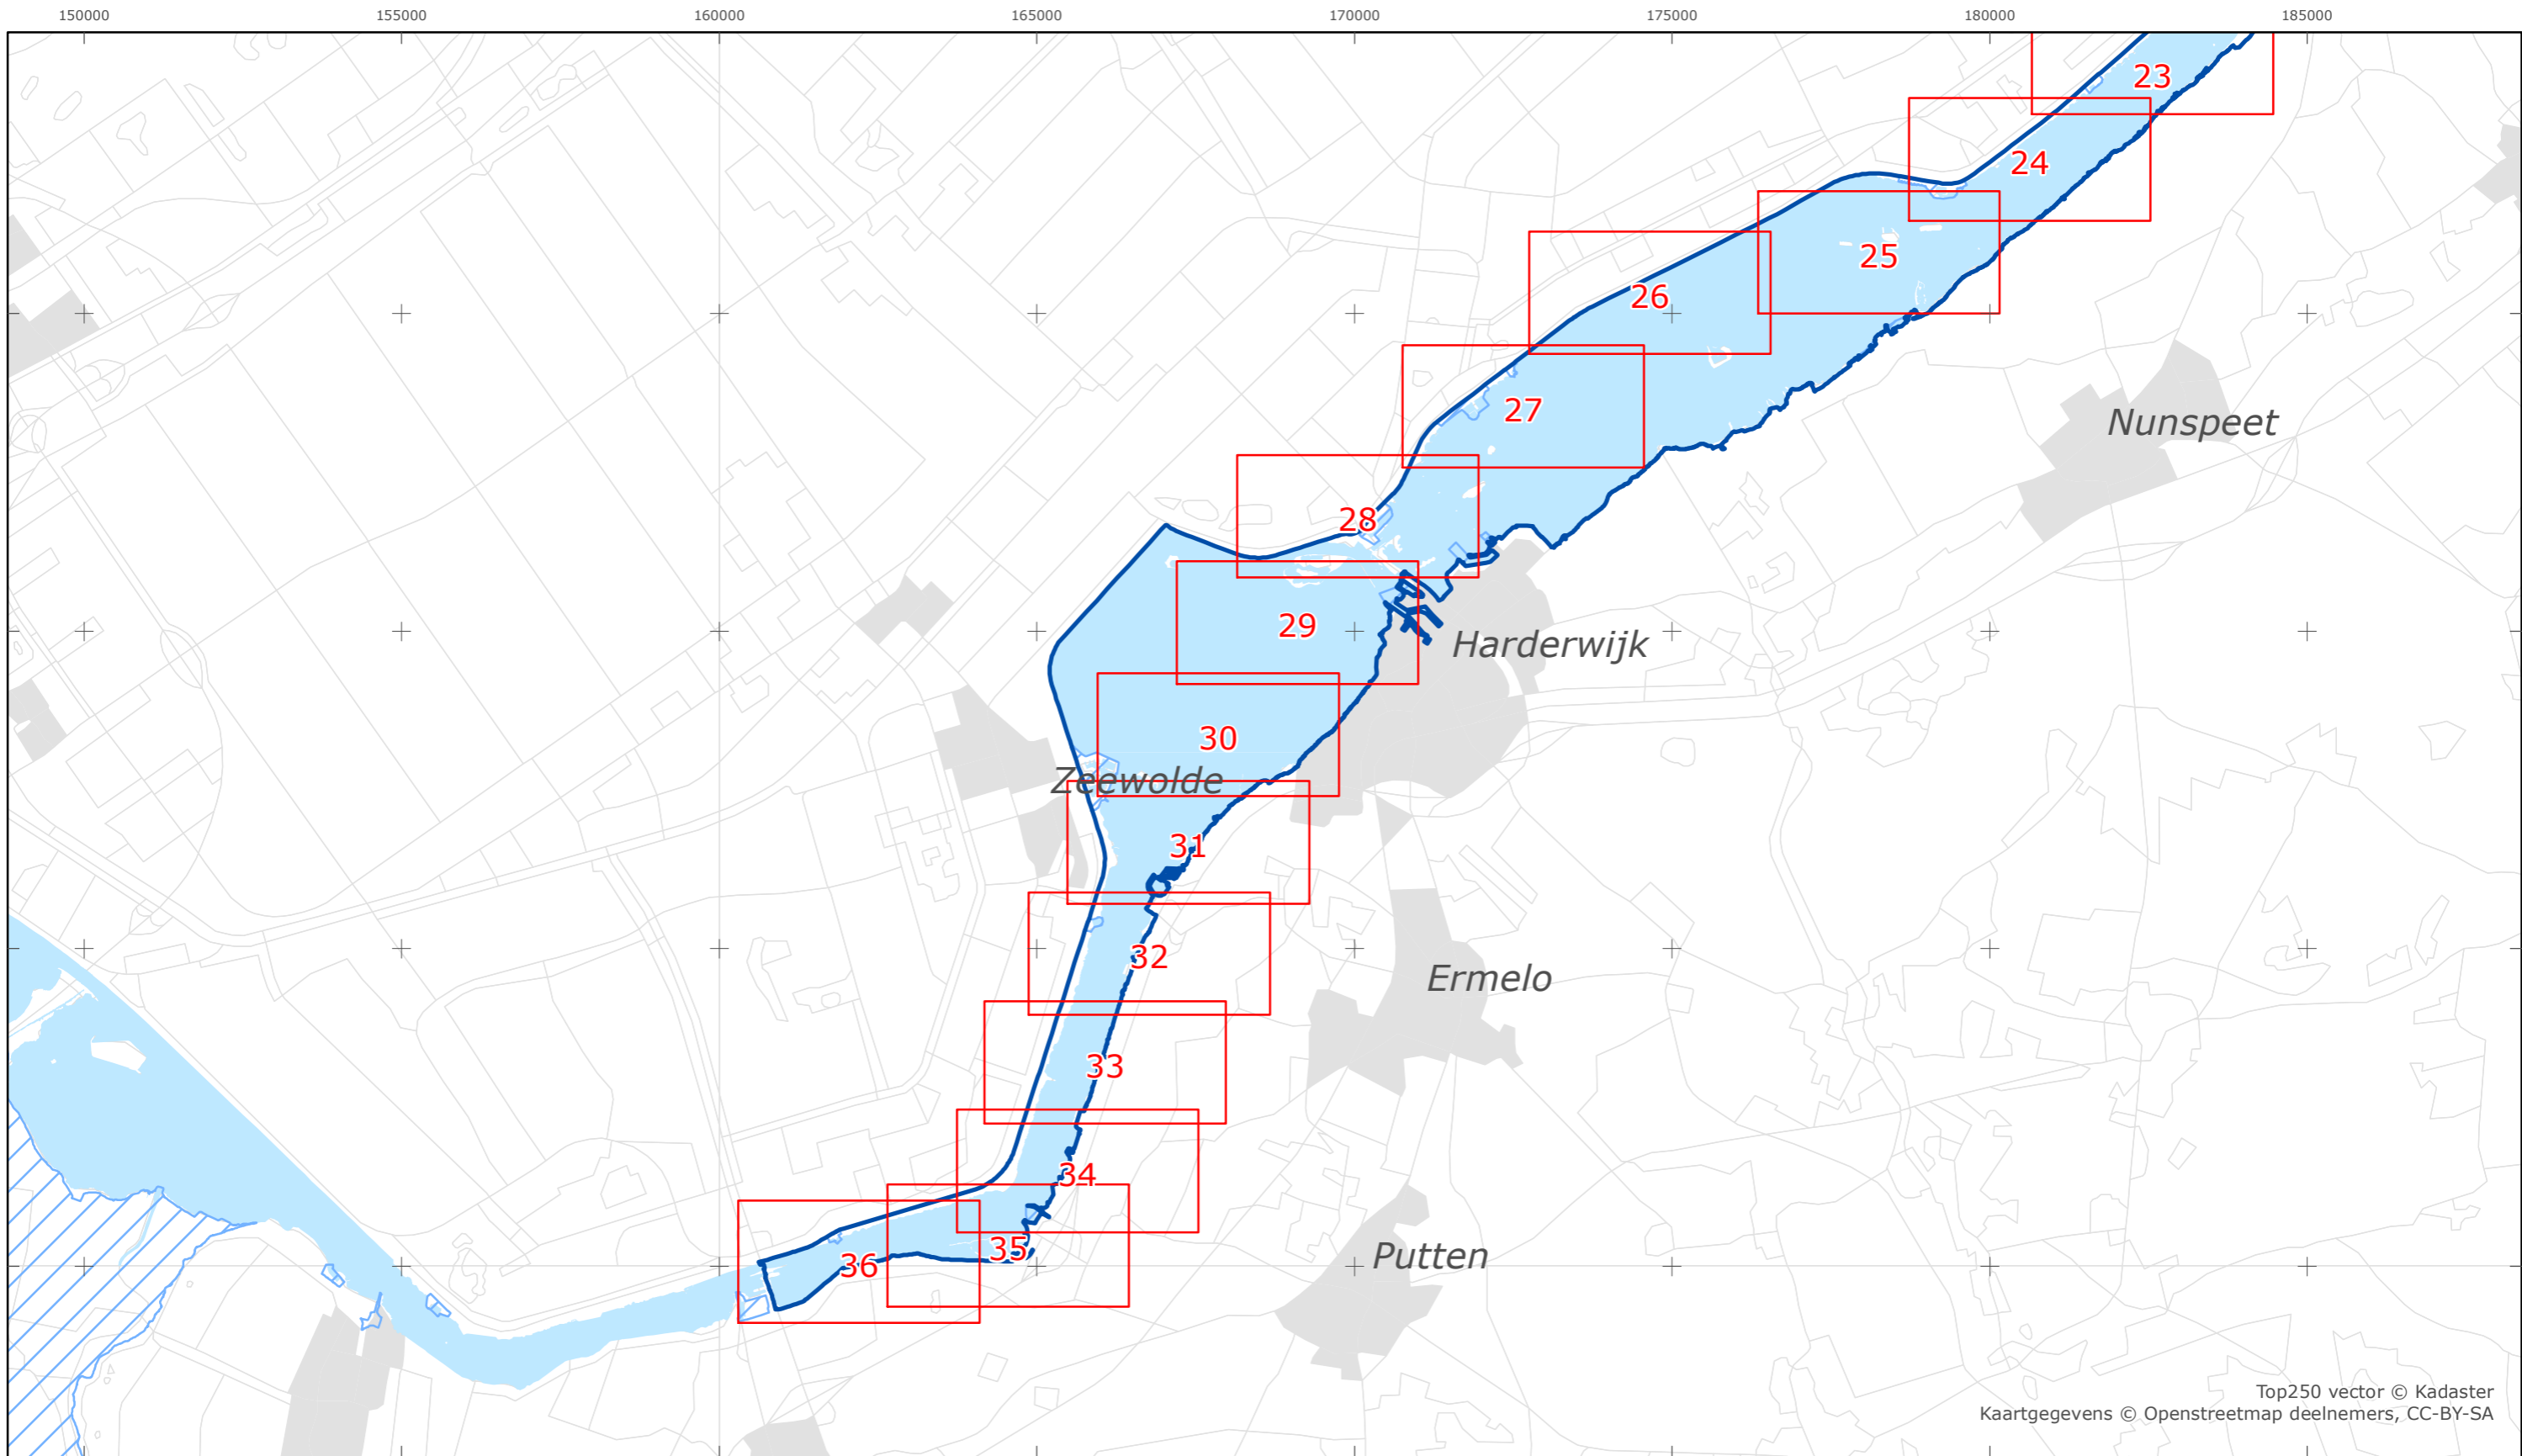 150000 155000 160000 165000 170000 175000 180000 185000
23
24
25
26
27
Nunspeet
28
29
Harderwijk
30
Zeewolde
31
32
Ermelo
33
34
35
Putten
36
Top250 vector © Kadaster
Kaartgegevens © Openstreetmap deelnemers, CC-BY-SA